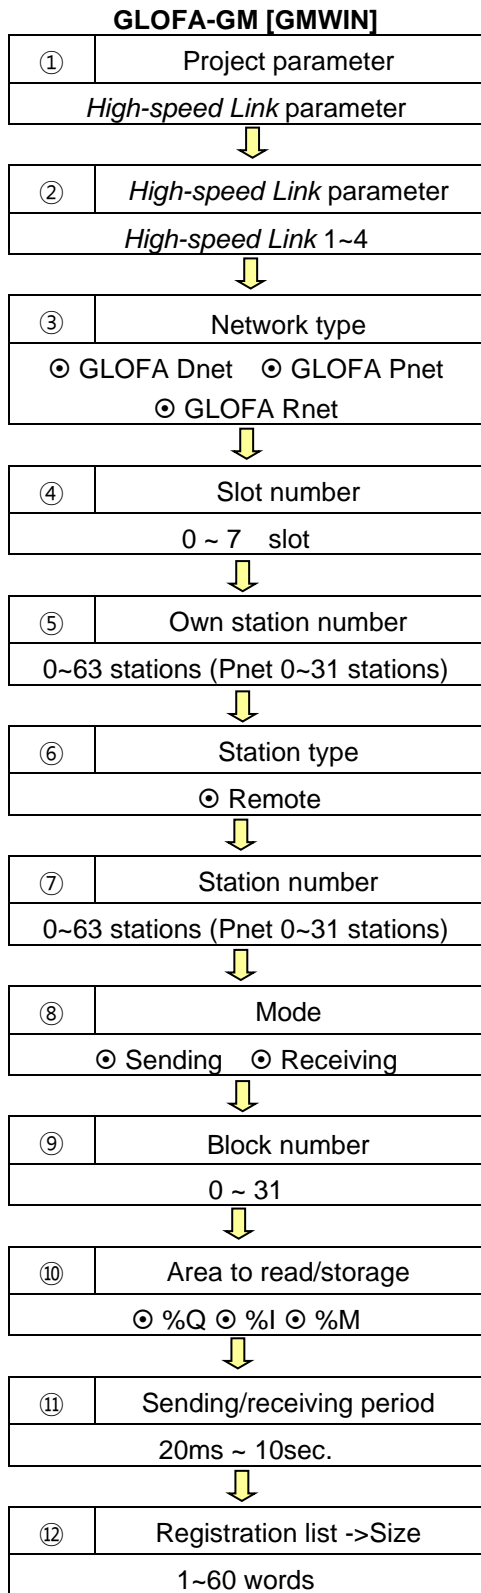 GLOFA-GM [GMWIN]
① Project parameter
High-speed Link parameter
② High-speed Link parameter
High-speed Link 1~4
③ Network type
⊙ GLOFA Dnet ⊙ GLOFA Pnet
⊙ GLOFA Rnet
④ Slot number
0 ~ 7 slot
⑤ Own station number
0~63 stations (Pnet 0~31 stations)
⑥ Station type
⊙ Remote
⑦ Station number
0~63 stations (Pnet 0~31 stations)
⑧ Mode
⊙ Sending ⊙ Receiving
⑨ Block number
0 ~ 31
⑩ Area to read/storage
⊙ %Q ⊙ %I ⊙ %M
⑪ Sending/receiving period
20ms ~ 10sec.
⑫ Registration list ->Size
1~60 words